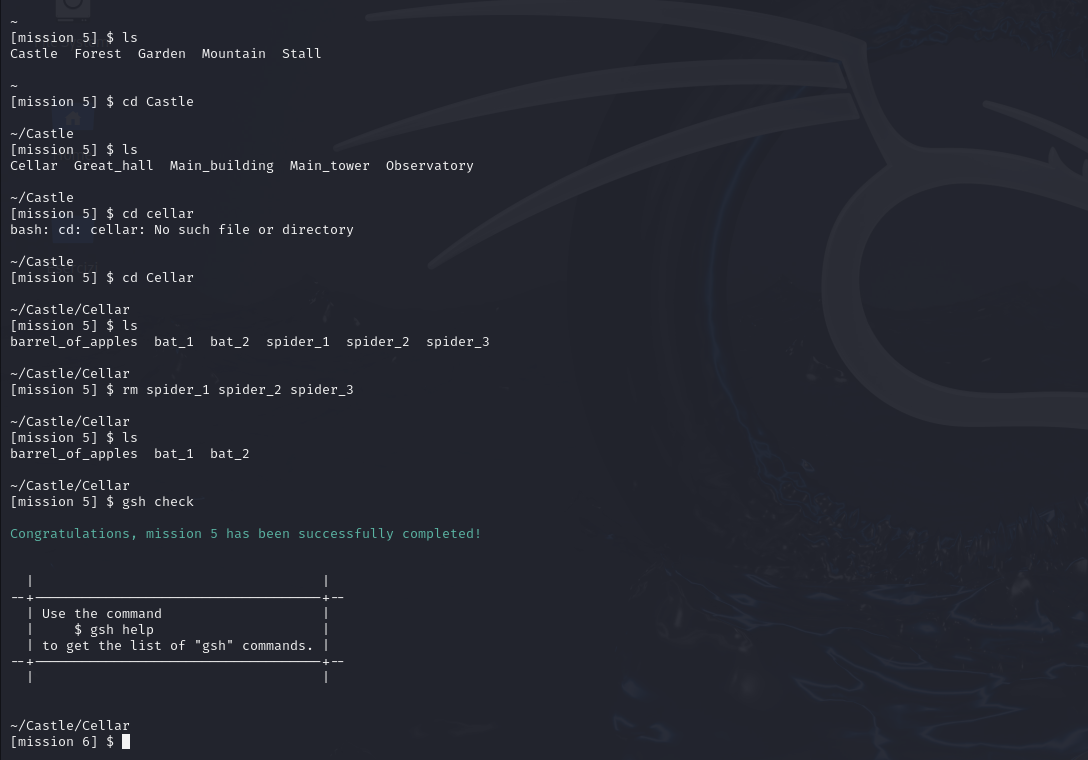 ~
[mission 5] $ ls
Castle  Forest  Garden  Mountain  Stall
~
[mission 5] $ cd Castle
~/Castle
[mission 5] $ ls
Cellar  Great_hall  Main_building  Main_tower  Observatory
~/Castle
[mission 5] $ cd cellar
bash: cd: cellar: No such file or directory
~/Castle
[mission 5] $ cd Cellar
~/Castle/Cellar
[mission 5] $ ls
barrel_of_apples  bat_1  bat_2  spider_1  spider_2  spider_3
~/Castle/Cellar
[mission 5] $ rm spider_1 spider_2 spider_3
~/Castle/Cellar
[mission 5] $ ls
barrel_of_apples  bat_1  bat_2
~/Castle/Cellar
[mission 5] $ gsh check
Congratulations, mission 5 has been successfully completed!
Use the command
$ gsh help
to get the list of "gsh" commands.
~/Castle/Cellar
[mission 6] $